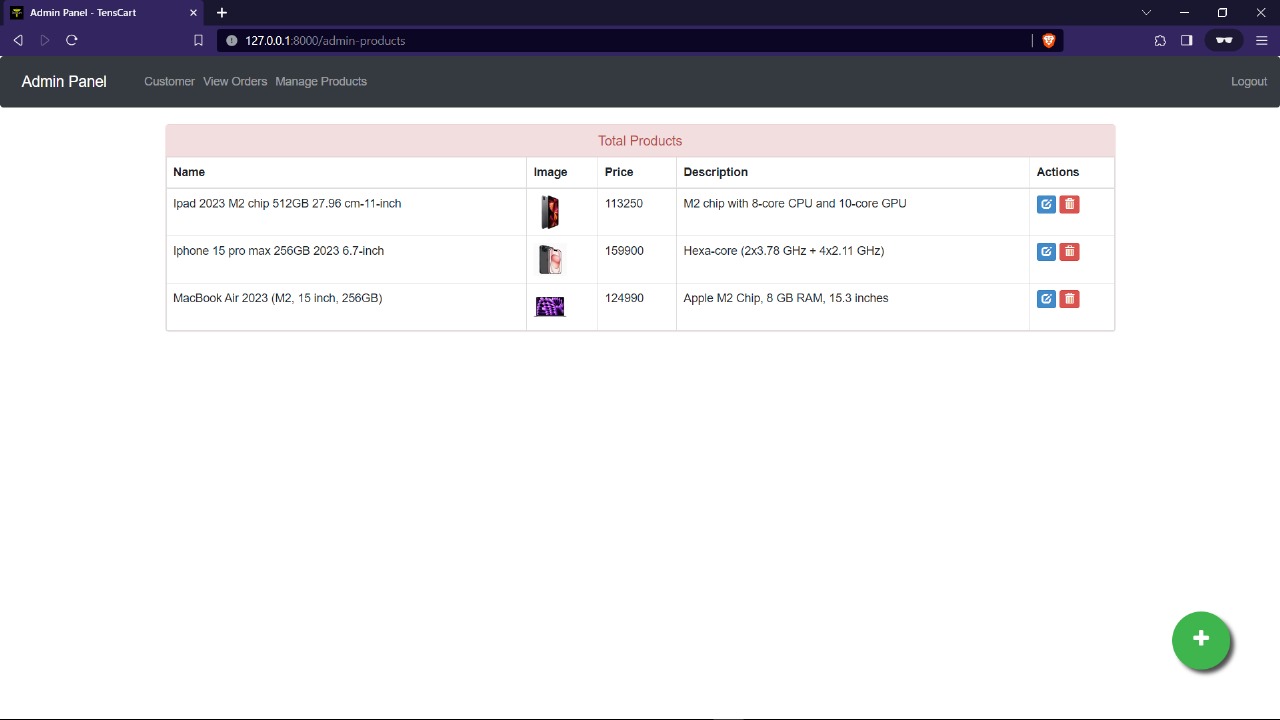 Admin Panel - TensCart
127.0.0.1:8000/admin-products
Admin Panel Customer View Orders Manage Products Logout
Total Products
Name Image Price Description Actions
Ipad 2023 M2 chip 512GB 27.96 cm-11-inch 113250 M2 chip with 8-core CPU and 10-core GPU
Iphone 15 pro max 256GB 2023 6.7-inch 159900 Hexa-core (2x3.78 GHz + 4x2.11 GHz)
MacBook Air 2023 (M2, 15 inch, 256GB) 124990 Apple M2 Chip, 8 GB RAM, 15.3 inches